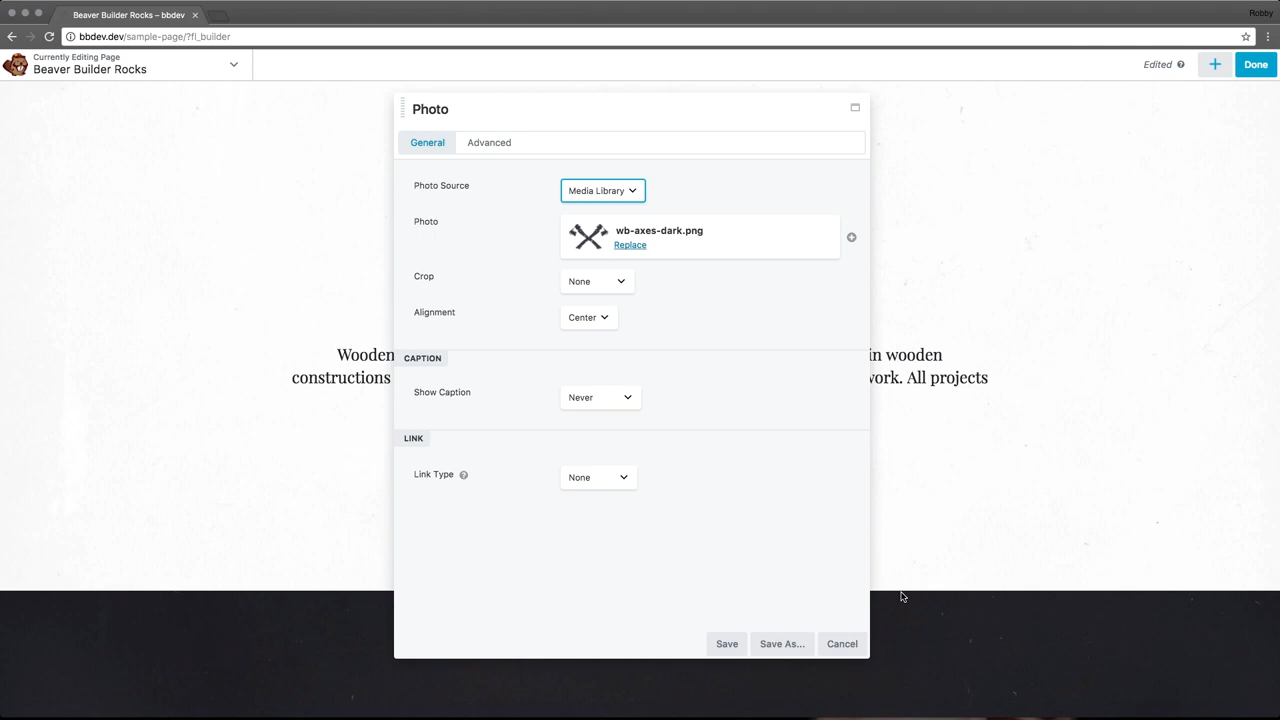 Beaver Builder Rocks – bbdev
Robby
bbdev.dev/sample-page/?fl_builder
Currently Editing Page
Beaver Builder Rocks
Edited
Done
Photo
General Advanced
Photo Source Media Library
Photo wb-axes-dark.png
Replace
Crop None
Alignment Center
Wooden in wooden
CAPTION
constructions work. All projects
Show Caption Never
LINK
Link Type None
Save Save As... Cancel